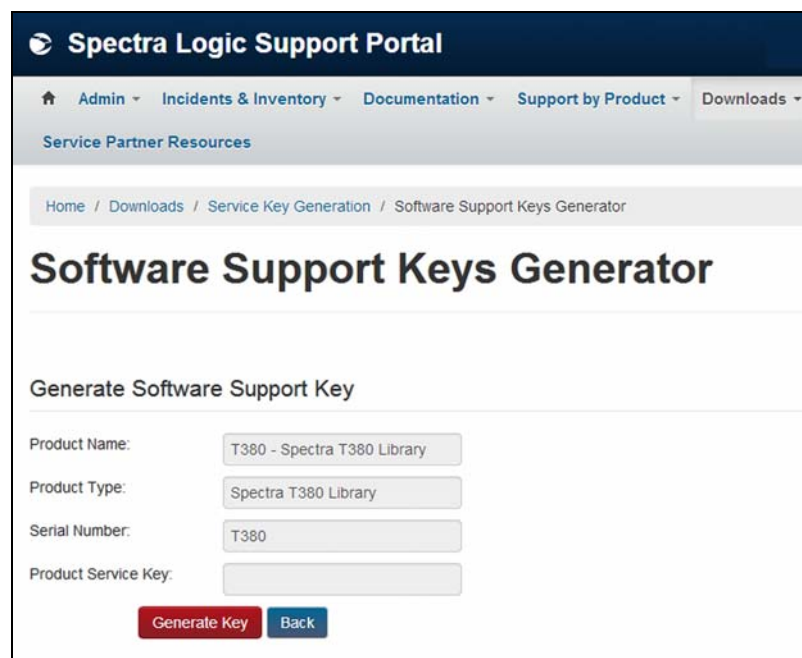 Spectra Logic Support Portal
Admin Incidents & Inventory Documentation Support by Product Downloads
Service Partner Resources
Home / Downloads / Service Key Generation / Software Support Keys Generator
Software Support Keys Generator
Generate Software Support Key
Product Name: T380 - Spectra T380 Library
Product Type: Spectra T380 Library
Serial Number: T380
Product Service Key:
Generate Key Back